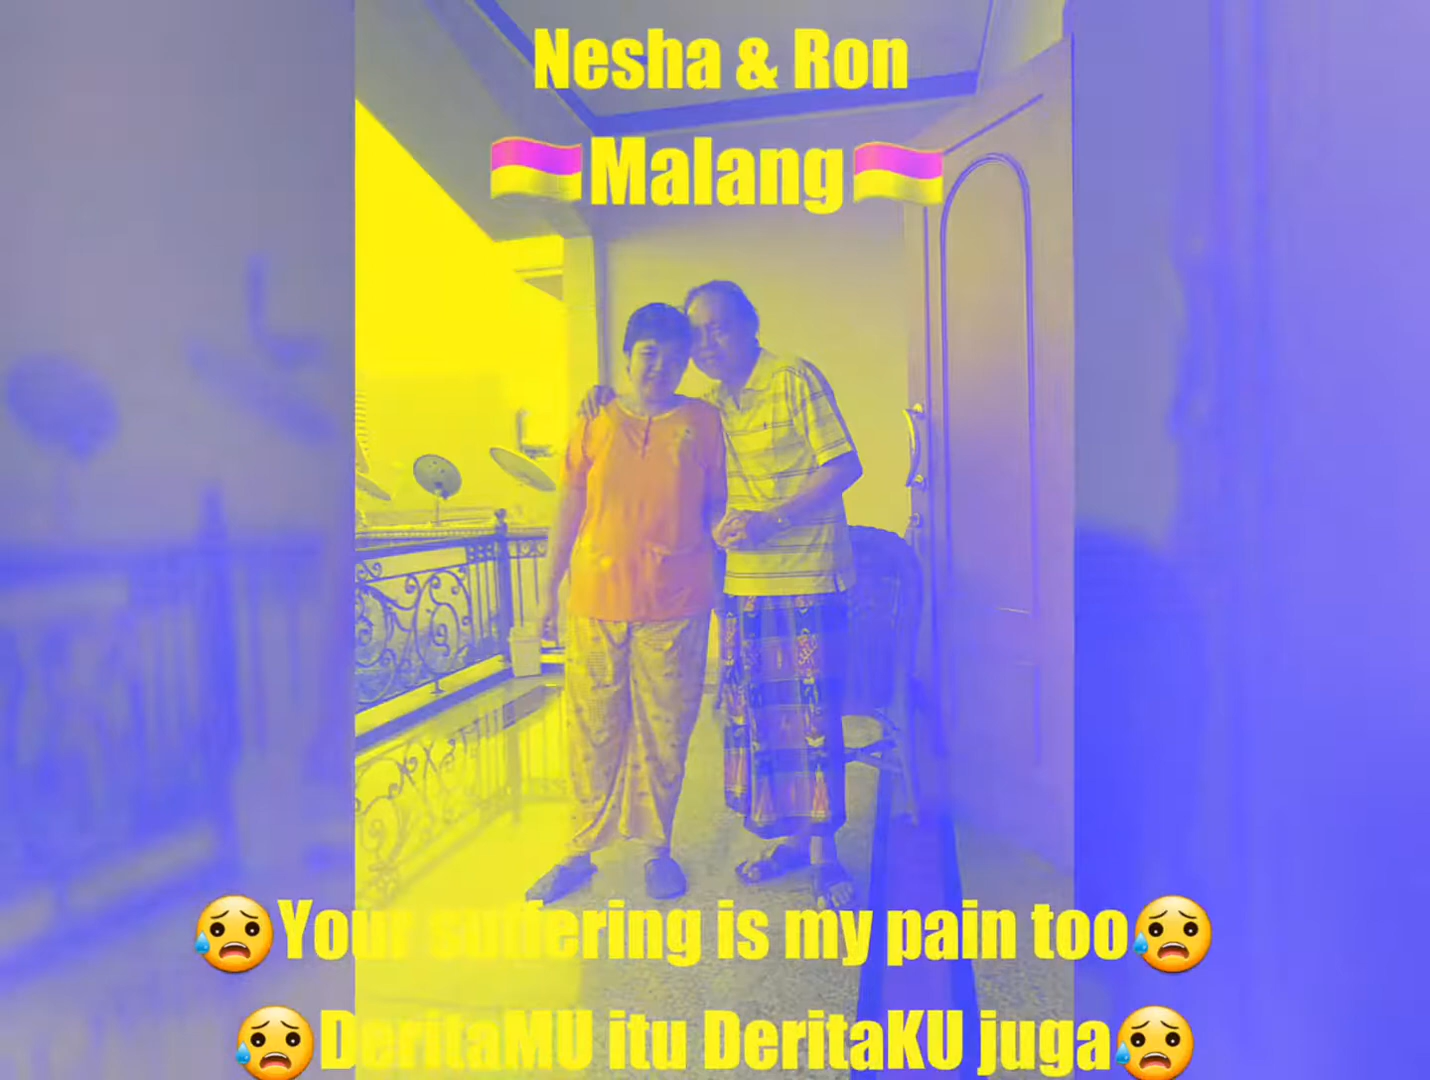 Nesha & Ron
🇮🇩Malang🇮🇩
😥Your suffering is my pain too😥
😥DeritaMU itu DeritaKU juga😥